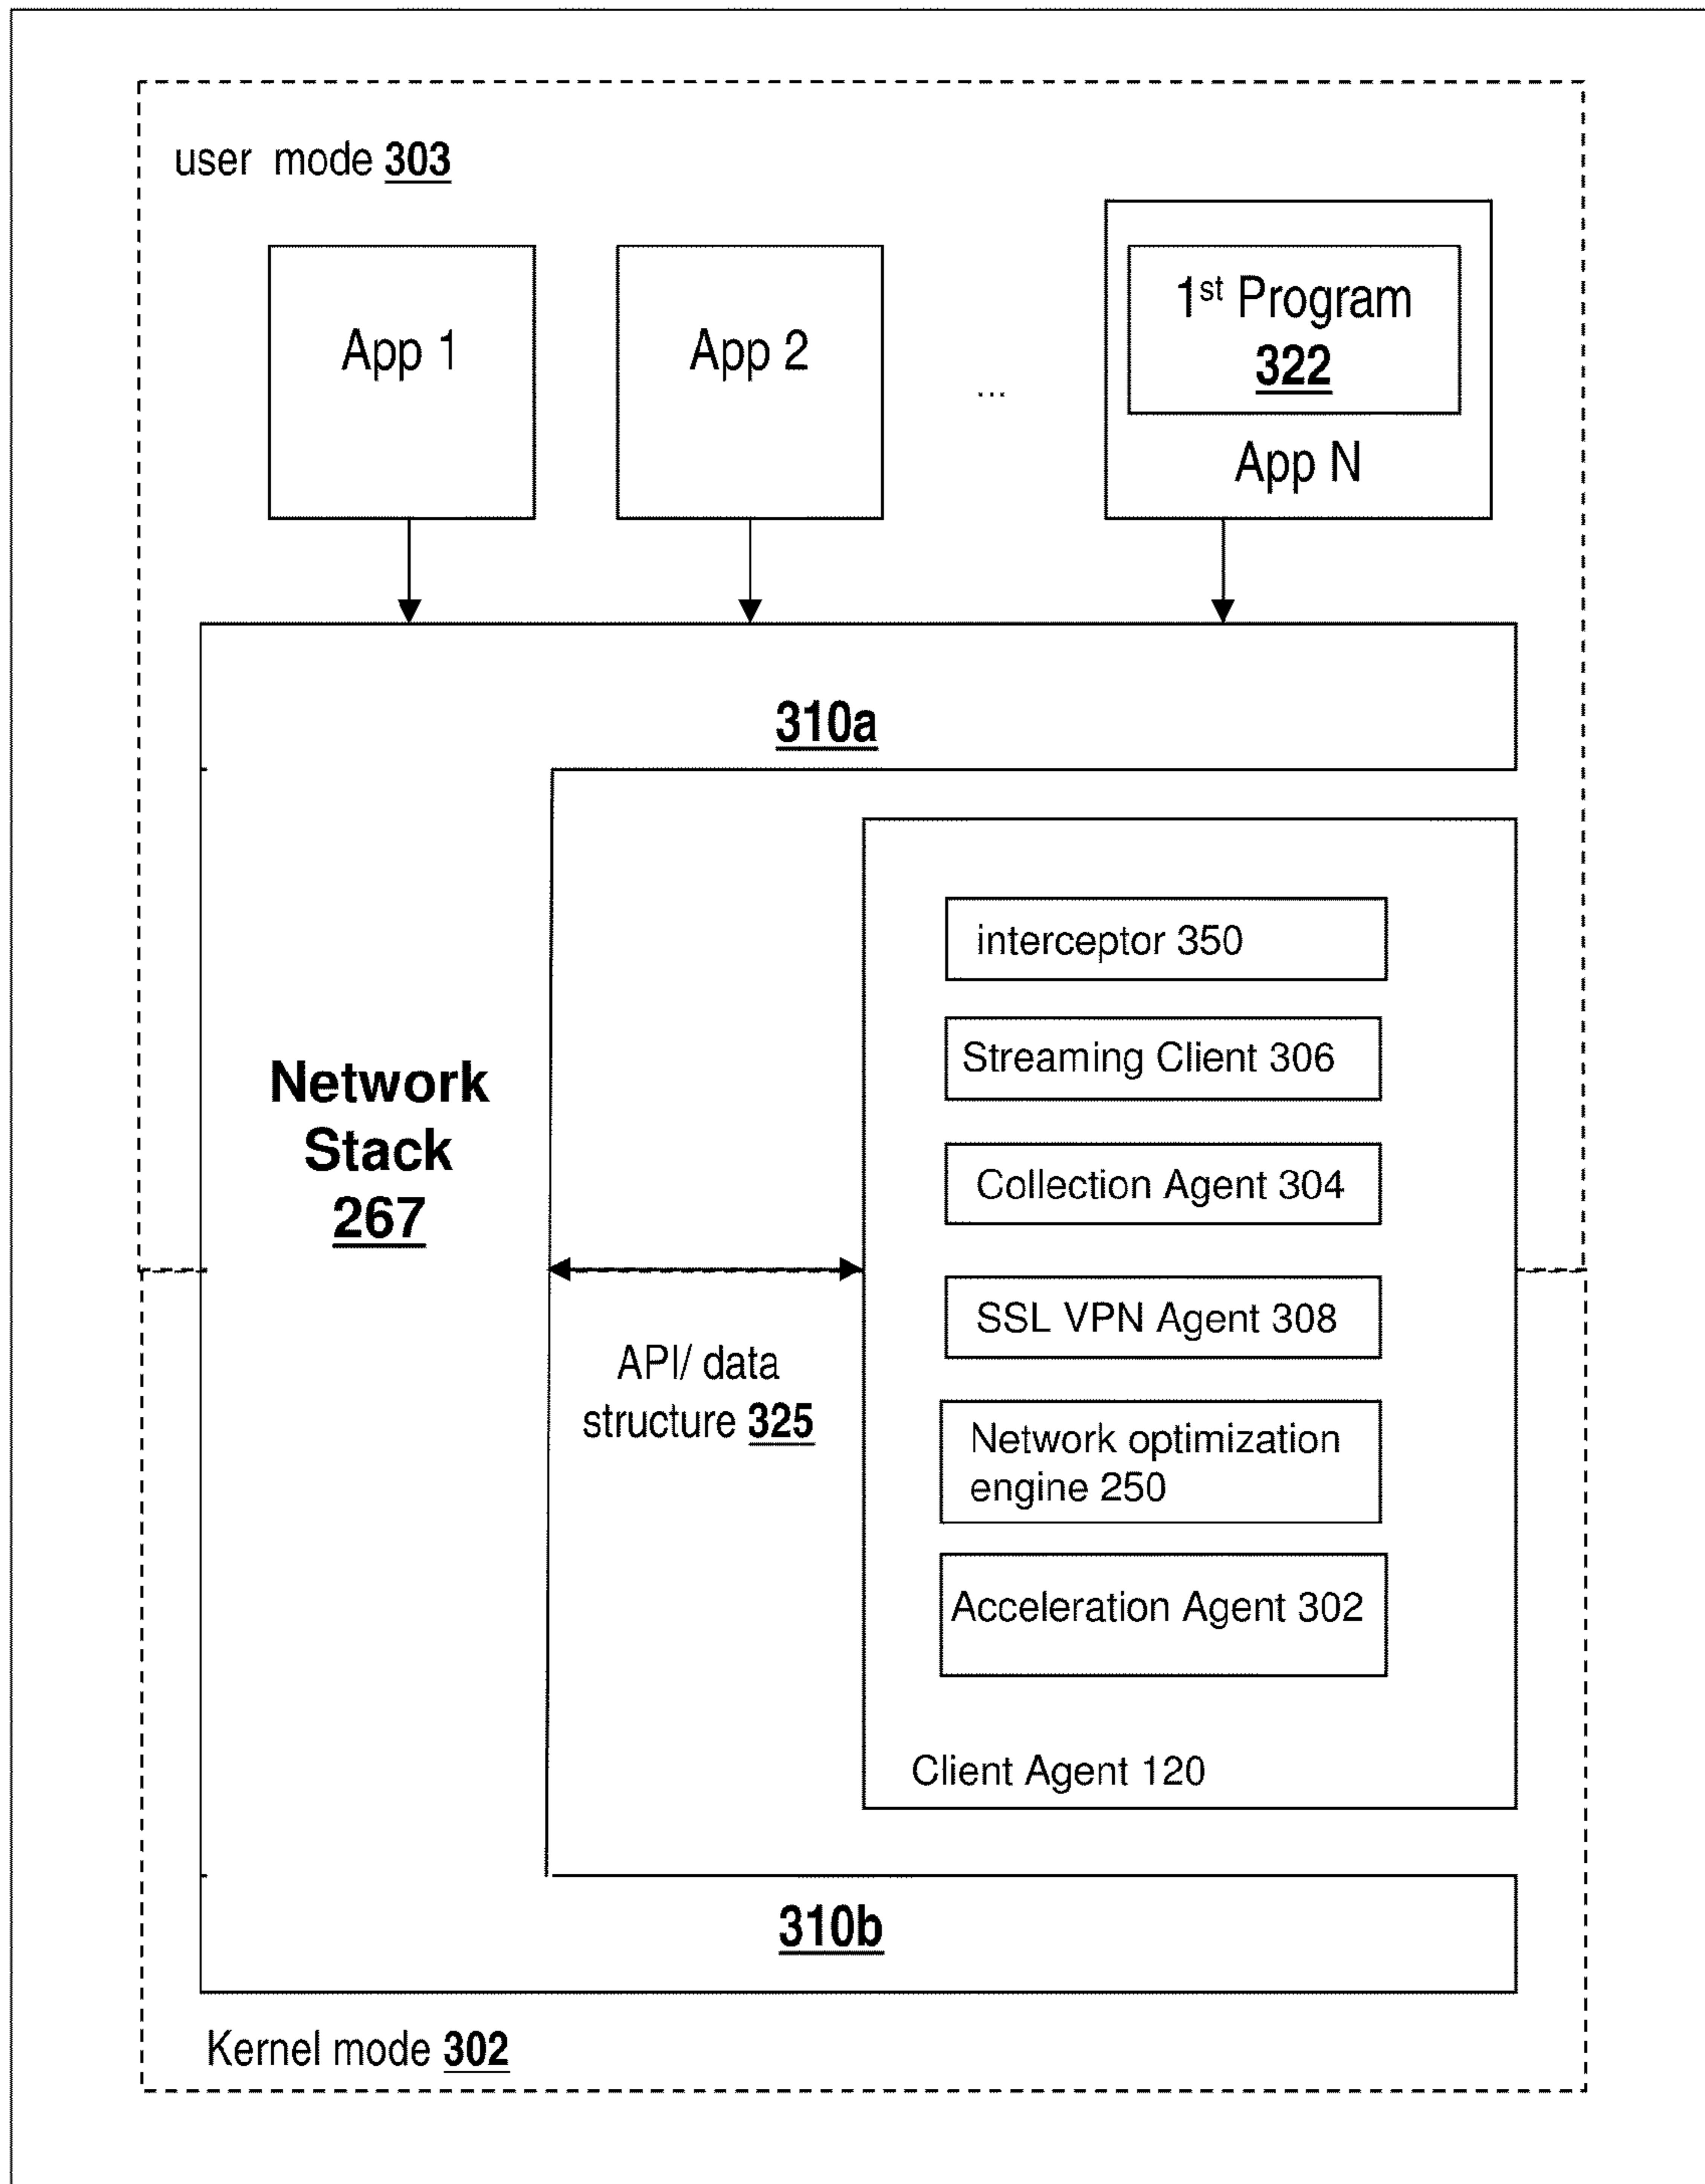 user mode 303
App 1
App 2
...
1st Program
322
App N
310a
Network
Stack
267
API/ data
structure 325
interceptor 350
Streaming Client 306
Collection Agent 304
SSL VPN Agent 308
Network optimization
engine 250
Acceleration Agent 302
Client Agent 120
310b
Kernel mode 302